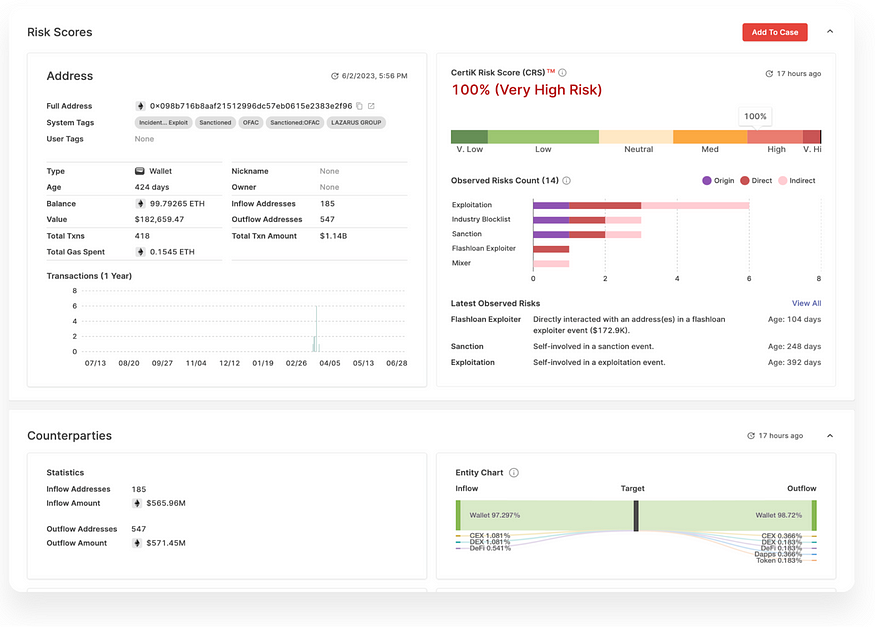 Risk Scores
Add To Case
Address
6/2/2023, 5:56 PM
Full Address
0×098b716b8aaf21512996dc57eb0615e2383e2f96
System Tags
Incident... Exploit
Sanctioned
OFAC
Sanctioned:OFAC
LAZARUS GROUP
User Tags
None
Type
Wallet
Nickname
None
Age
424 days
Owner
None
Balance
99.79265 ETH
Inflow Addresses
185
Value
$182,659.47
Outflow Addresses
547
Total Txns
418
Total Txn Amount
$1.14B
Total Gas Spent
0.1545 ETH
Transactions (1 Year)
8
6
4
2
0
07/13 08/20 09/27 11/04 12/12 01/19 02/26 04/05 05/13 06/28
CertiK Risk Score (CRS)™
17 hours ago
100% (Very High Risk)
100%
V. Low Low Neutral Med High V. Hi
Observed Risks Count (14)
Origin Direct Indirect
Exploitation
Industry Blocklist
Sanction
Flashloan Exploiter
Mixer
0 2 4 6 8
Latest Observed Risks
View All
Flashloan Exploiter
Directly interacted with an address(es) in a flashloan
exploiter event ($172.9K).
Age: 104 days
Sanction
Self-involved in a sanction event.
Age: 248 days
Exploitation
Self-involved in a exploitation event.
Age: 392 days
Counterparties
17 hours ago
Statistics
Inflow Addresses
185
Inflow Amount
$565.96M
Outflow Addresses
547
Outflow Amount
$571.45M
Entity Chart
Inflow
Target
Outflow
Wallet 97.297%
Wallet 98.72%
CEX 1.081%
DEX 1.081%
DeFi 0.541%
CEX 0.366%
DEX 0.183%
DeFi 0.183%
Dapps 0.366%
Token 0.183%